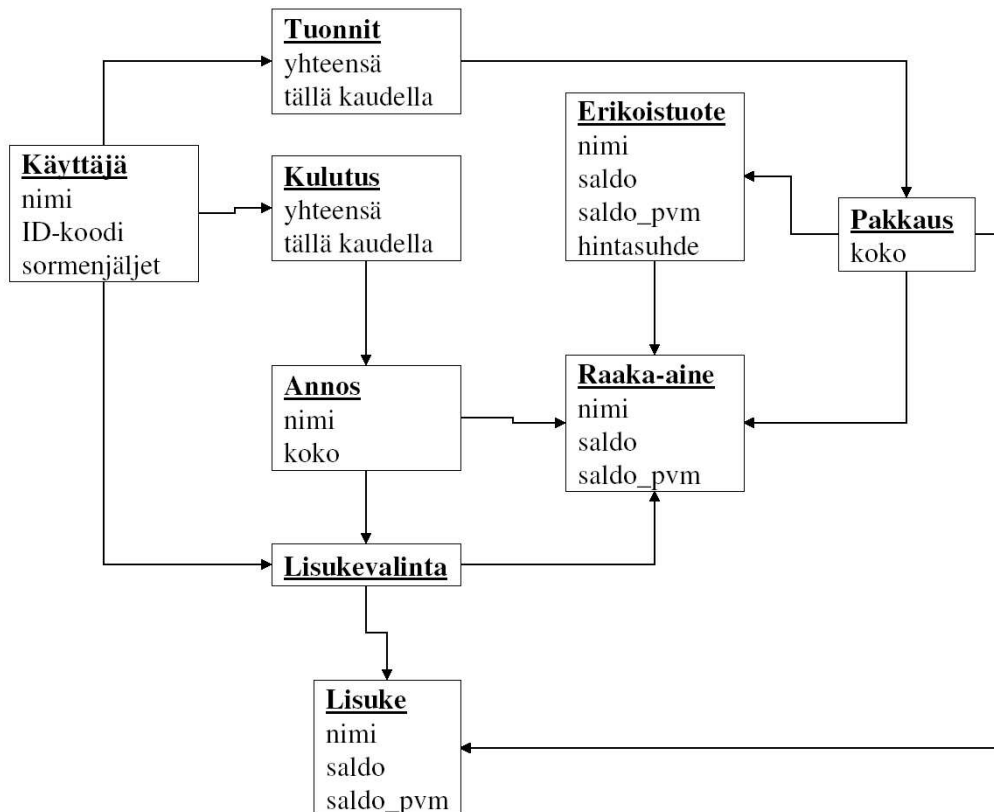 Tuonnit
yhteensä
tällä kaudella
Erikoistuote
nimi
saldo
saldo_pvm
hintasuhde
Käyttäjä
nimi
ID-koodi
sormenjäljet
Kulutus
yhteensä
tällä kaudella
Pakkaus
koko
Annos
nimi
koko
Raaka-aine
nimi
saldo
saldo_pvm
Lisukevalinta
Lisuke
nimi
saldo
saldo_pvm